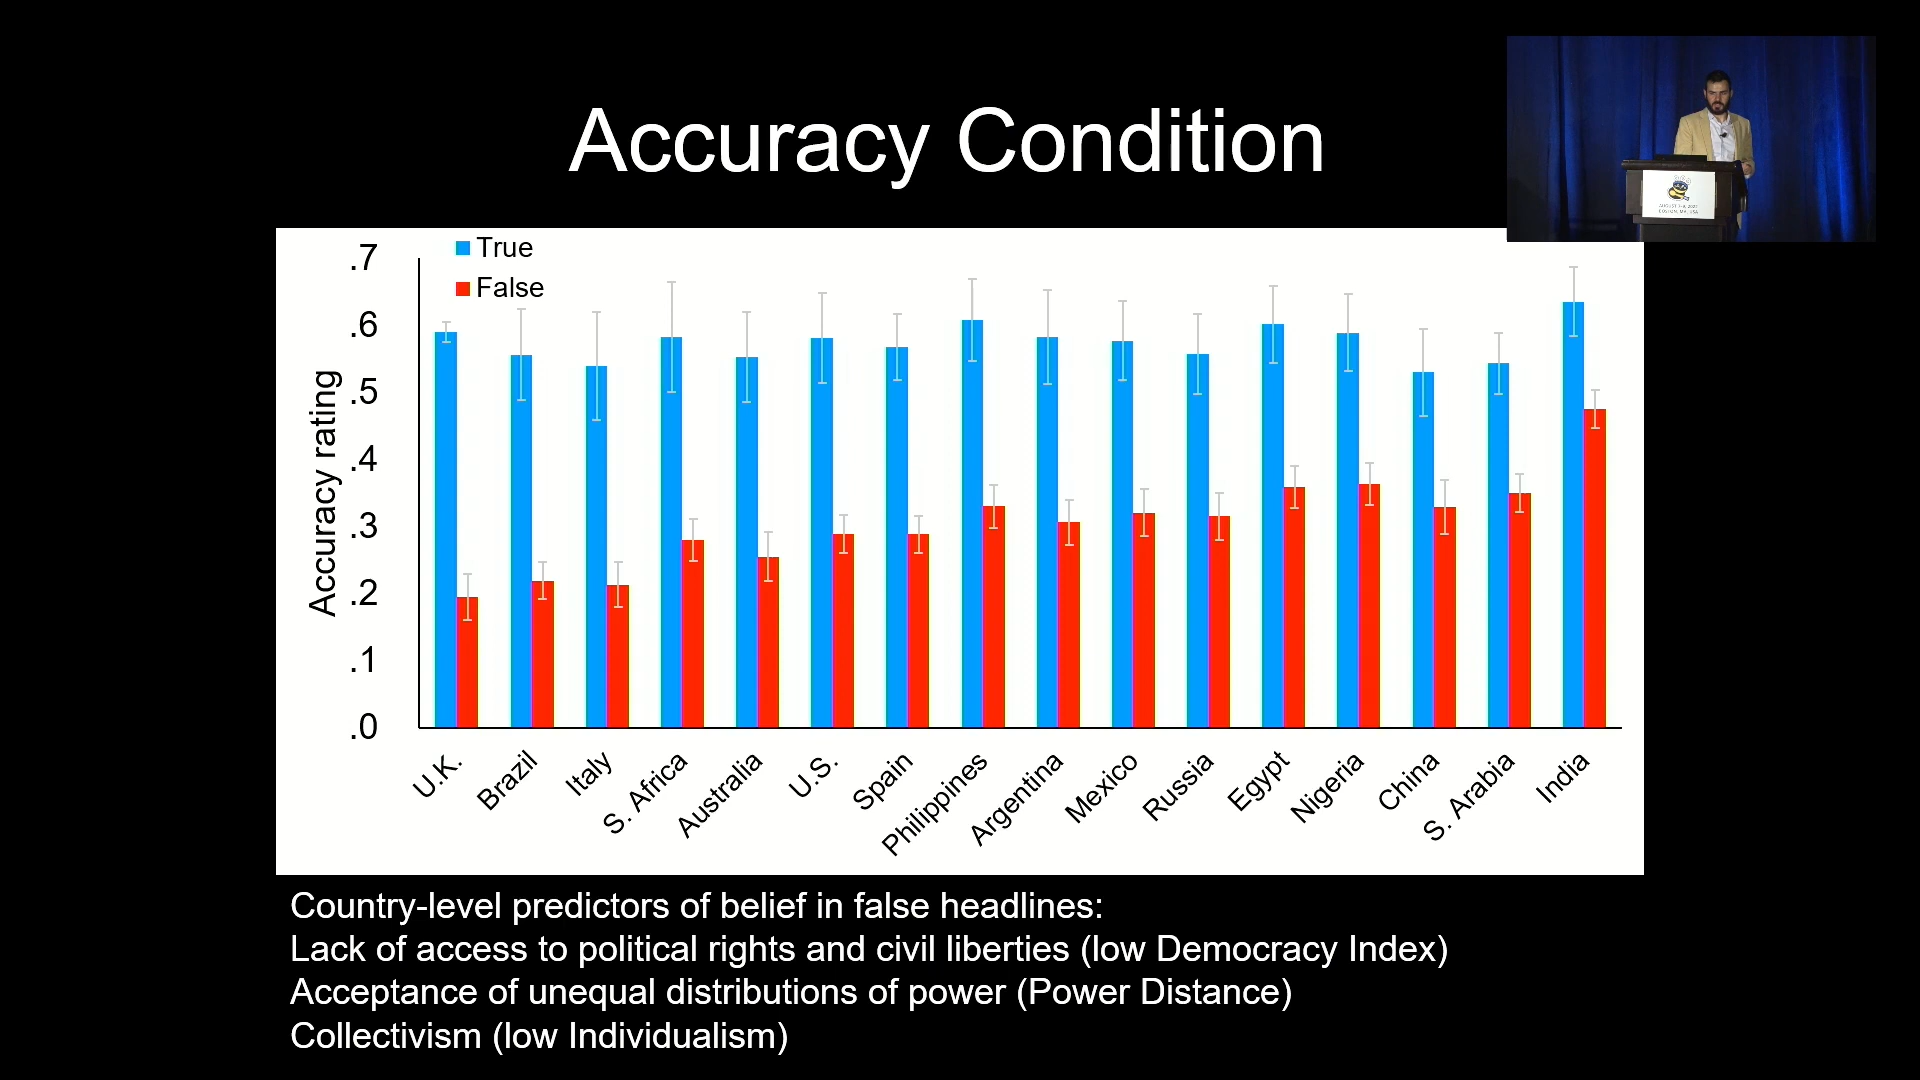 Accuracy Condition
True
False
Accuracy rating
.7
.6
.5
.4
.3
.2
.1
.0
U.K.
Brazil
Italy
S. Africa
Australia
U.S.
Spain
Philippines
Argentina
Mexico
Russia
Egypt
Nigeria
China
S. Arabia
India
Country-level predictors of belief in false headlines:
Lack of access to political rights and civil liberties (low Democracy Index)
Acceptance of unequal distributions of power (Power Distance)
Collectivism (low Individualism)
BOSTON, MA, USA